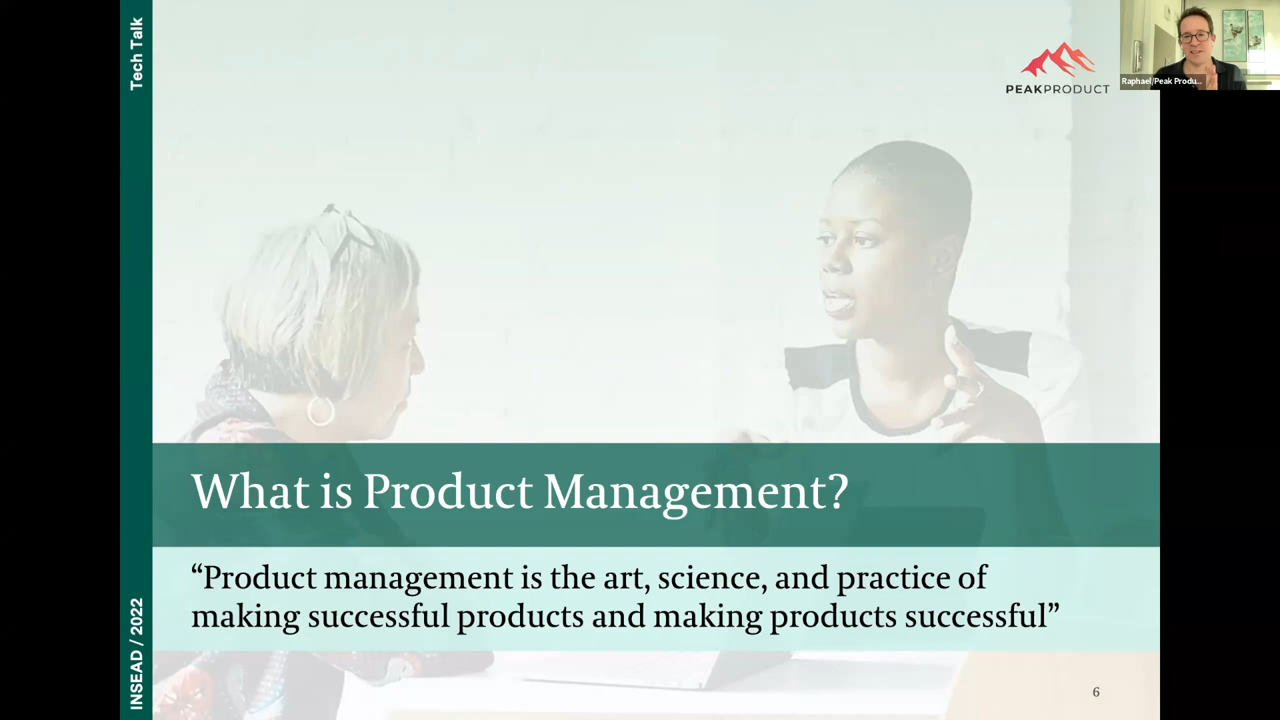 Tech Talk
PEAKPRODUCT
Raphael/Peak Produ...
What is Product Management?
“Product management is the art, science, and practice of
making successful products and making products successful”
INSEAD / 2022
6